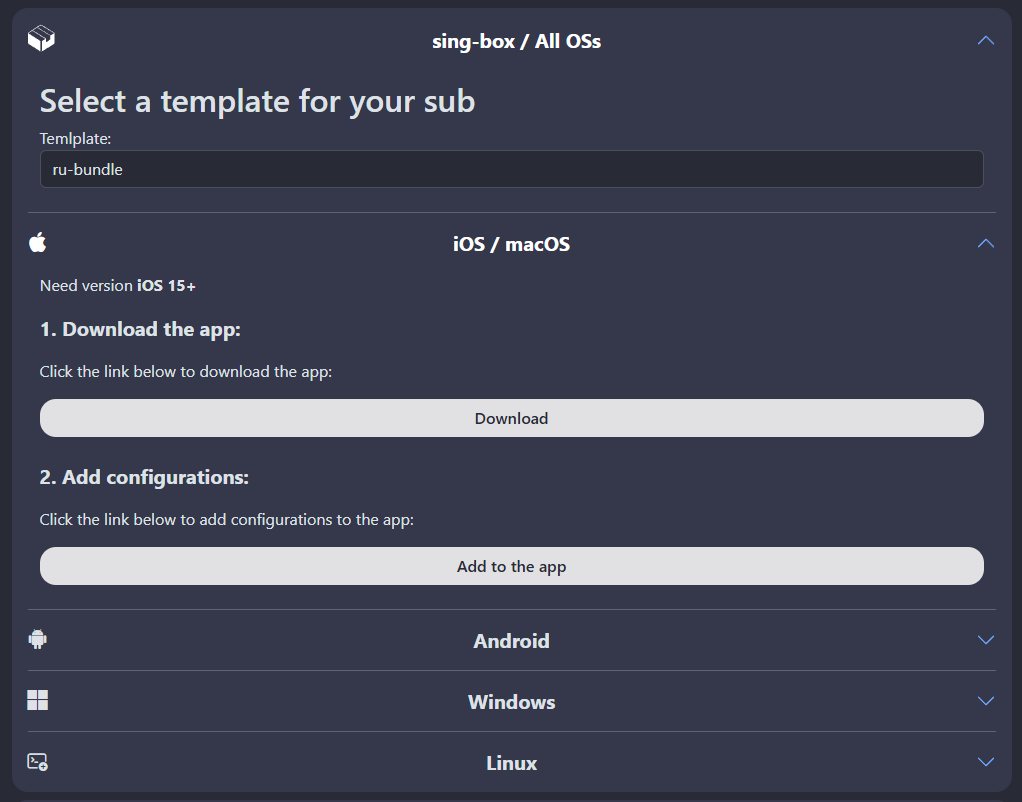 sing-box / All OSs
Select a template for your sub
Temlplate:
ru-bundle
iOS / macOS
Need version iOS 15+
1. Download the app:
Click the link below to download the app:
Download
2. Add configurations:
Click the link below to add configurations to the app:
Add to the app
Android
Windows
Linux